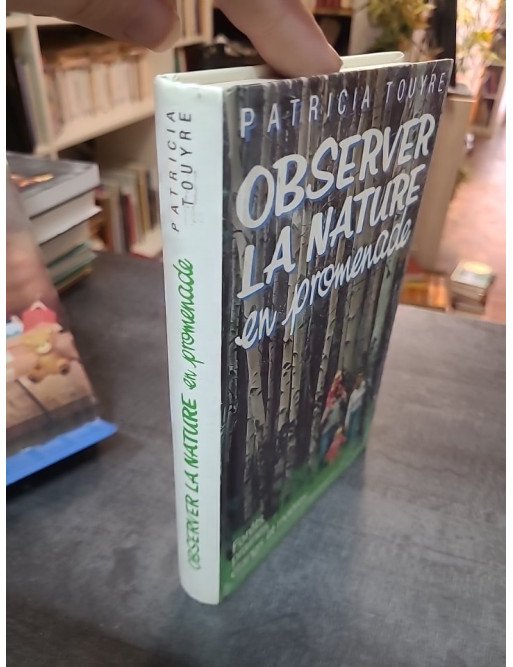 PATRICIA
TOUYRE
OBSERVER LA NATURE en promenade
PATRICIA TOUYRE
OBSERVER
LA NATURE
en promenade